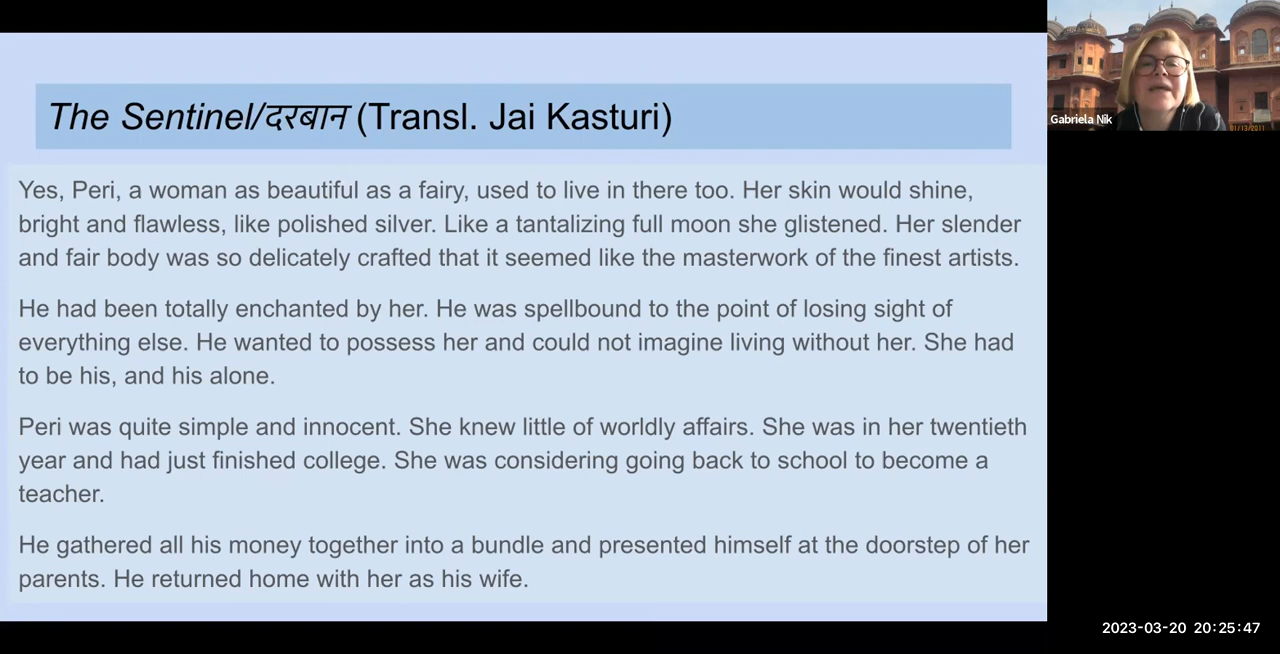 The Sentinel/दरबान (Transl. Jai Kasturi)
Yes, Peri, a woman as beautiful as a fairy, used to live in there too. Her skin would shine,
bright and flawless, like polished silver. Like a tantalizing full moon she glistened. Her slender
and fair body was so delicately crafted that it seemed like the masterwork of the finest artists.
He had been totally enchanted by her. He was spellbound to the point of losing sight of
everything else. He wanted to possess her and could not imagine living without her. She had
to be his, and his alone.
Peri was quite simple and innocent. She knew little of worldly affairs. She was in her twentieth
year and had just finished college. She was considering going back to school to become a
teacher.
He gathered all his money together into a bundle and presented himself at the doorstep of her
parents. He returned home with her as his wife.
Gabriela Nik
01/13/2011
2023-03-20 20:25:47